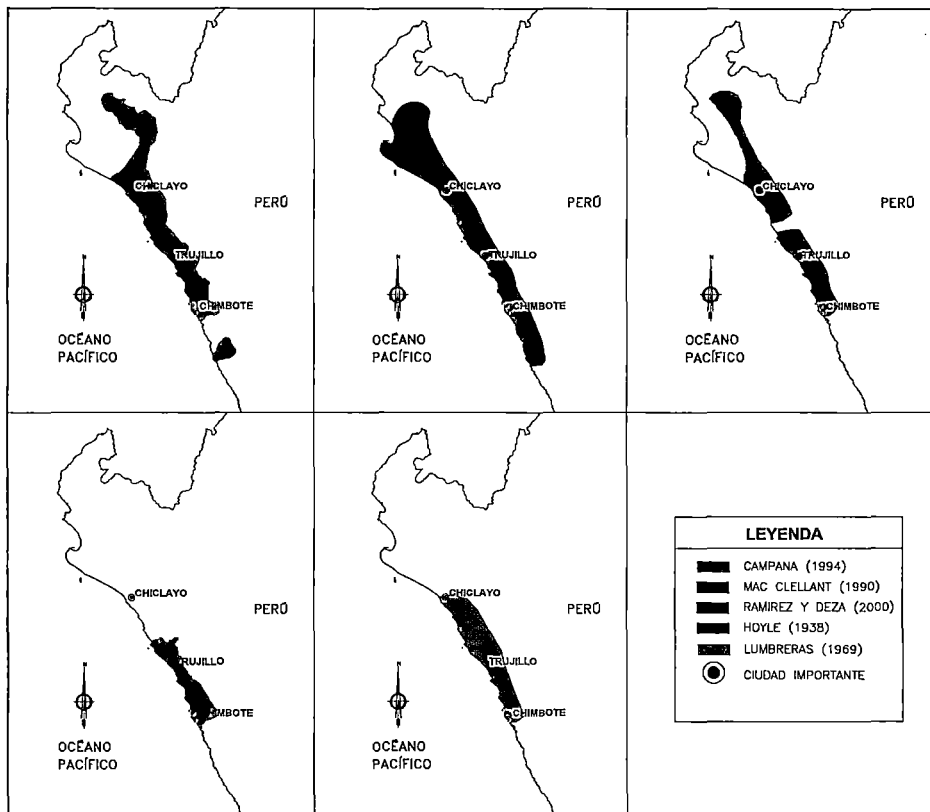 CHICLAYO
PERÚ
TRUJILLO
N
CHIMBOTE
OCÉANO
PACÍFICO
CHICLAYO
PERÚ
TRUJILLO
N
CHIMBOTE
OCÉANO
PACÍFICO
CHICLAYO
PERÚ
TRUJILLO
N
CHIMBOTE
OCÉANO
PACÍFICO
CHICLAYO
PERÚ
TRUJILLO
N
IMBOTE
OCÉANO
PACÍFICO
CHICLAYO
PERÚ
TRUJILLO
N
CHIMBOTE
OCÉANO
PACÍFICO
LEYENDA
CAMPANA (1994)
MAC CLELLANT (1990)
RAMIREZ Y DEZA (2000)
HOYLE (1938)
LUMBRERAS (1969)
CIUDAD IMPORTANTE